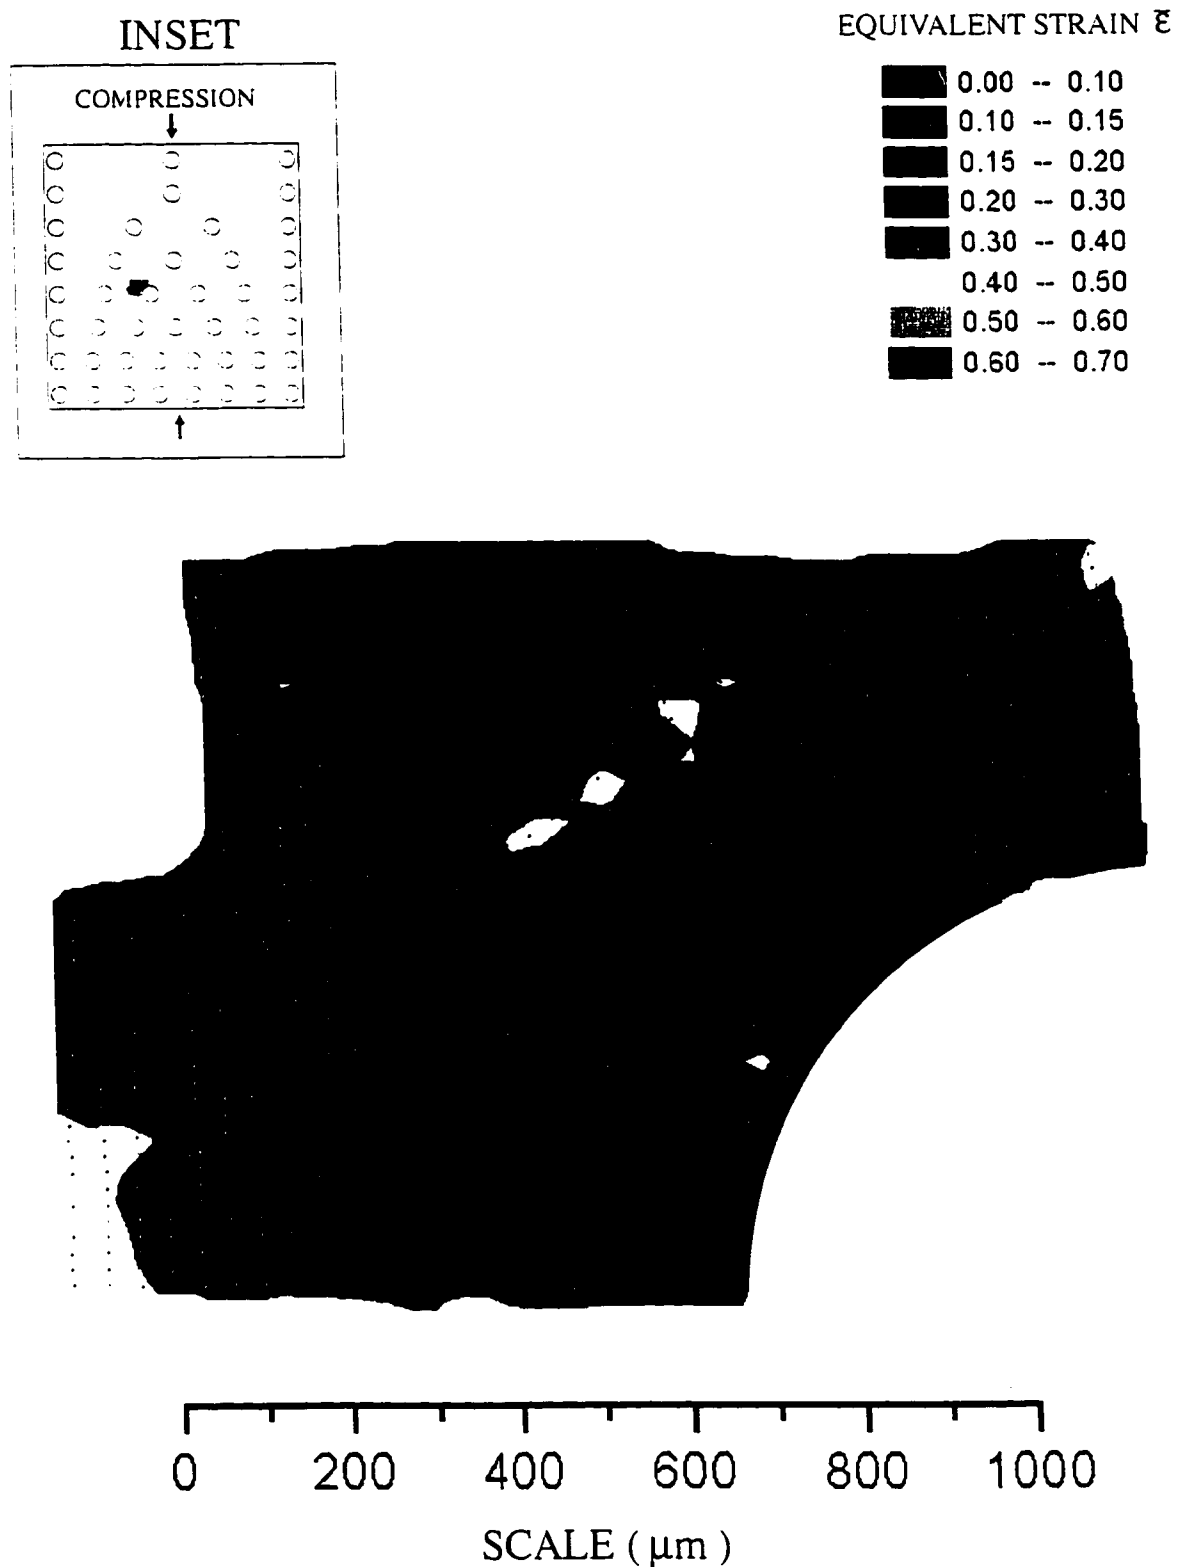 INSET
COMPRESSION
EQUIVALENT STRAIN ε̄
0.00 -- 0.10
0.10 -- 0.15
0.15 -- 0.20
0.20 -- 0.30
0.30 -- 0.40
0.40 -- 0.50
0.50 -- 0.60
0.60 -- 0.70
0 200 400 600 800 1000
SCALE ( μm )